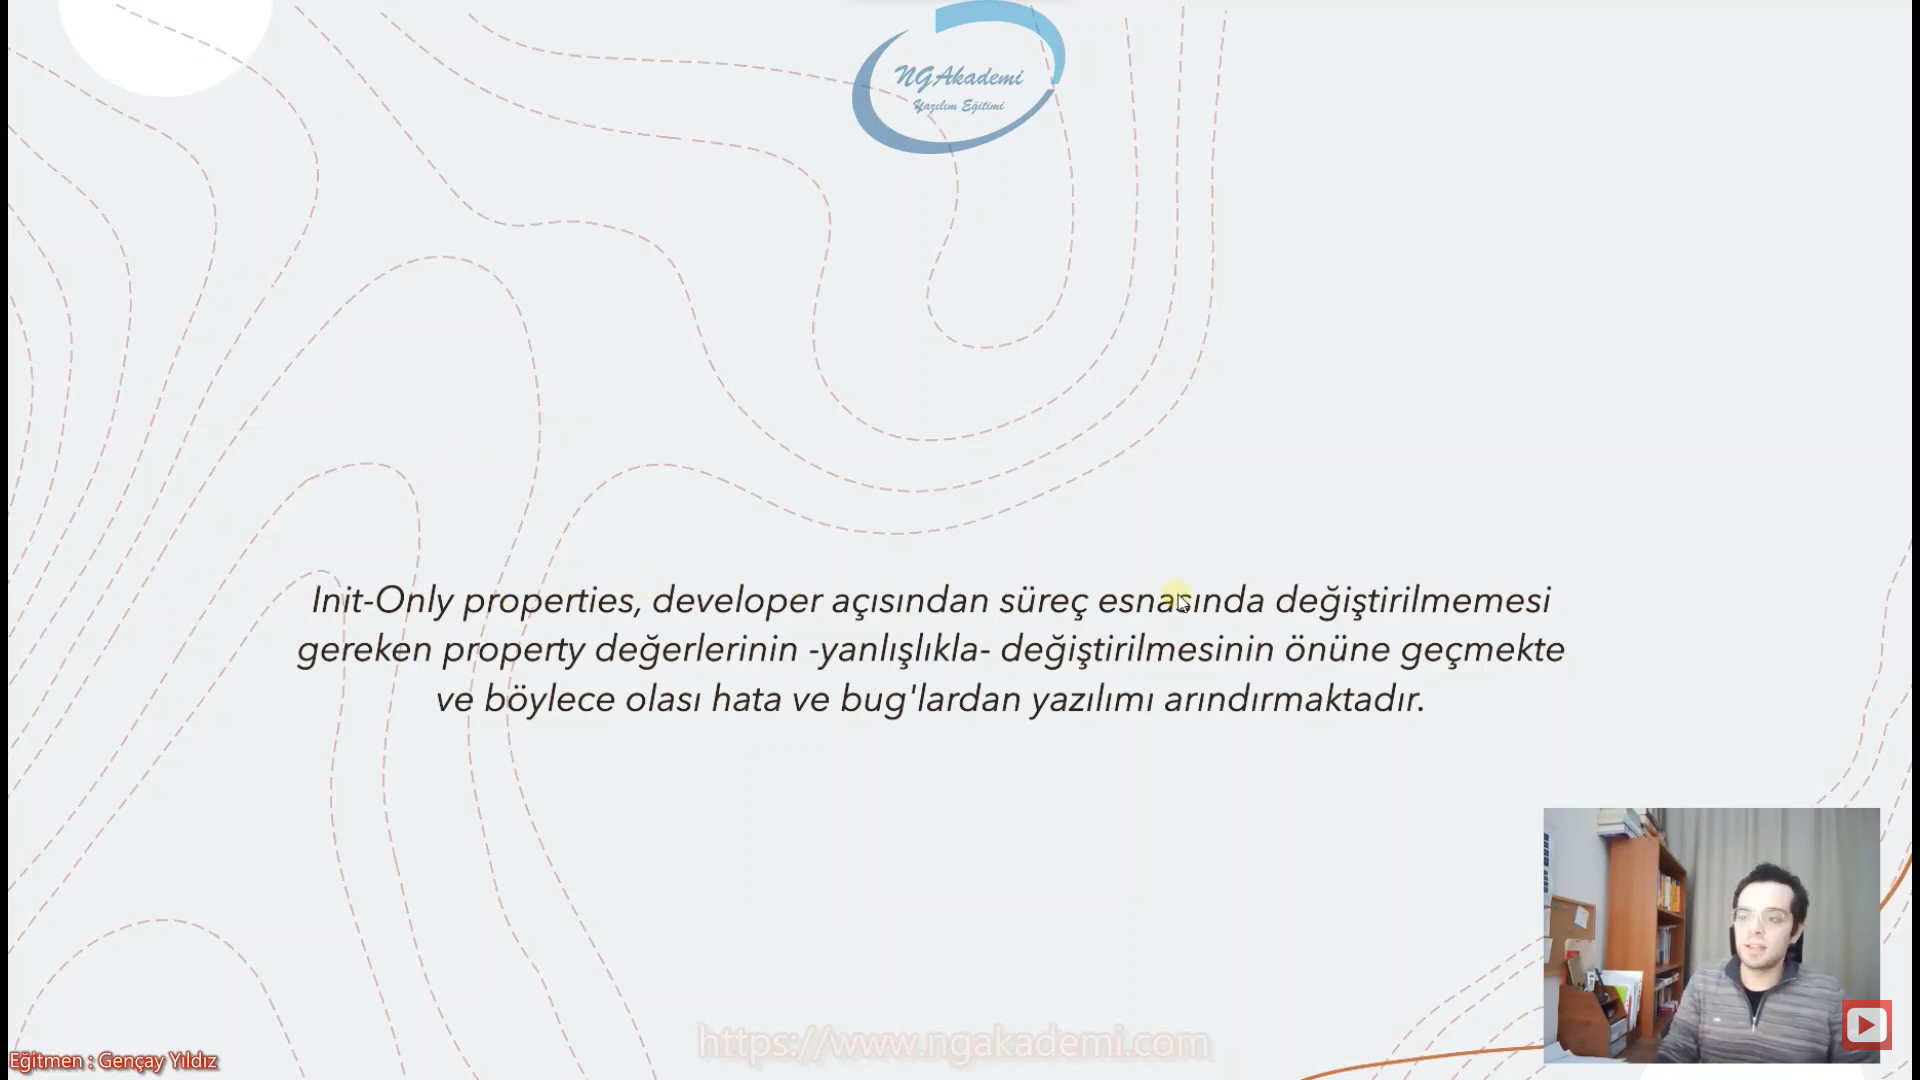 NGAkademi
Yazılım Eğitimi
Init-Only properties, developer açısından süreç esnasında değiştirilmemesi
gereken property değerlerinin -yanlışlıkla- değiştirilmesinin önüne geçmekte
ve böylece olası hata ve bug'lardan yazılımı arındırmaktadır.
https://www.ngakademi.com
Eğitmen : Gençay Yıldız